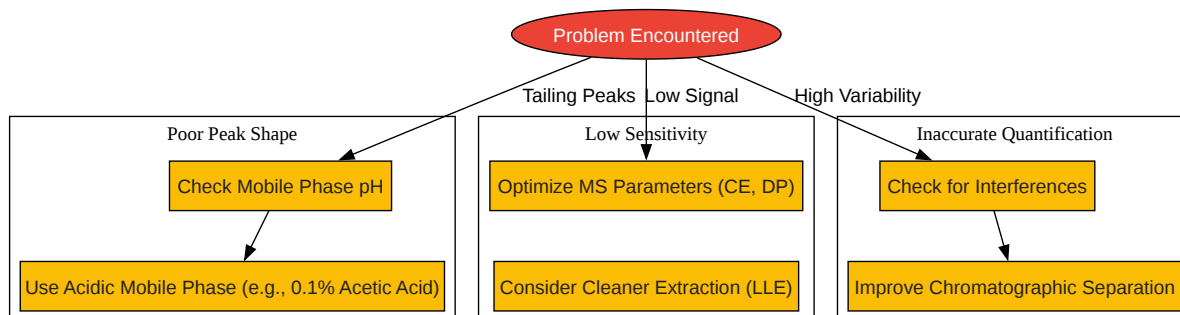 Problem Encountered
Tailing Peaks
Low Signal
High Variability
Poor Peak Shape
Low Sensitivity
Inaccurate Quantification
Check Mobile Phase pH
Optimize MS Parameters (CE, DP)
Check for Interferences
Use Acidic Mobile Phase (e.g., 0.1% Acetic Acid)
Consider Cleaner Extraction (LLE)
Improve Chromatographic Separation